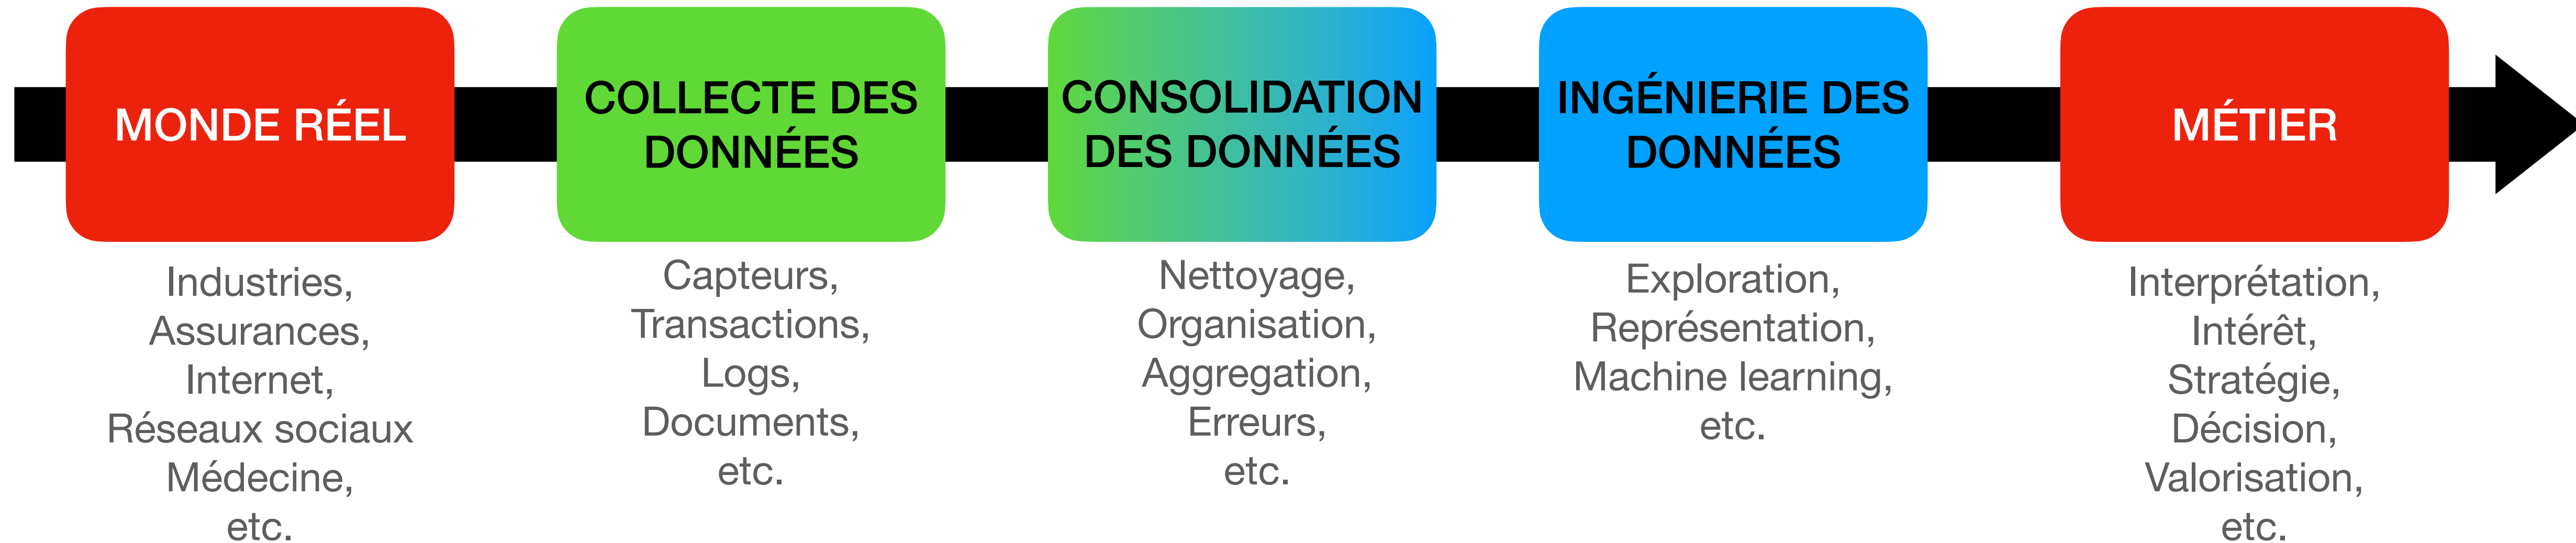 MONDE RÉEL
Industries,
Assurances,
Internet,
Réseaux sociaux
Médecine,
etc.
COLLECTE DES
DONNÉES
Capteurs,
Transactions,
Logs,
Documents,
etc.
CONSOLIDATION
DES DONNÉES
Nettoyage,
Organisation,
Aggregation,
Erreurs,
etc.
INGÉNIERIE DES
DONNÉES
Exploration,
Représentation,
Machine learning,
etc.
MÉTIER
Interprétation,
Intérêt,
Stratégie,
Décision,
Valorisation,
etc.